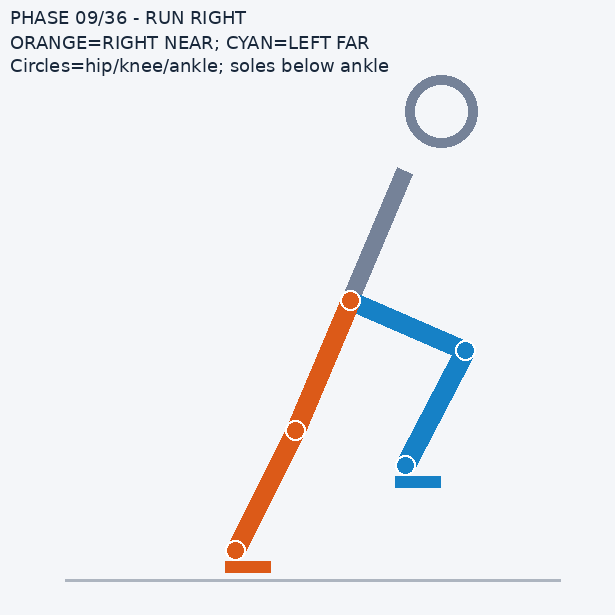 PHASE 09/36 - RUN RIGHT
ORANGE=RIGHT NEAR; CYAN=LEFT FAR
Circles=hip/knee/ankle; soles below ankle